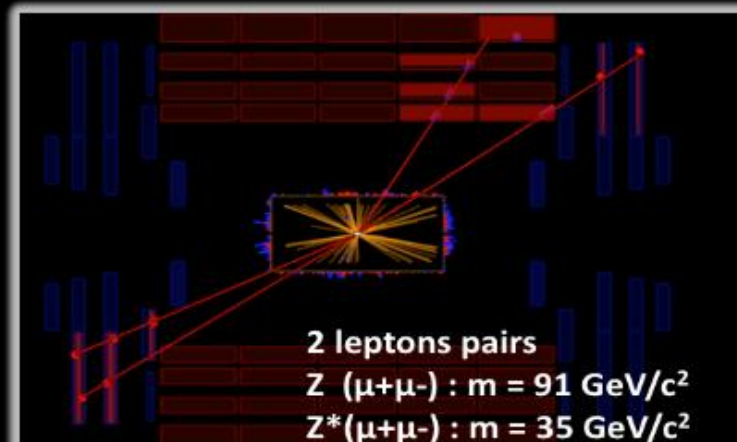 2 leptons pairs
Z (μ+μ-) : m = 91 GeV/c²
Z*(μ+μ-) : m = 35 GeV/c²